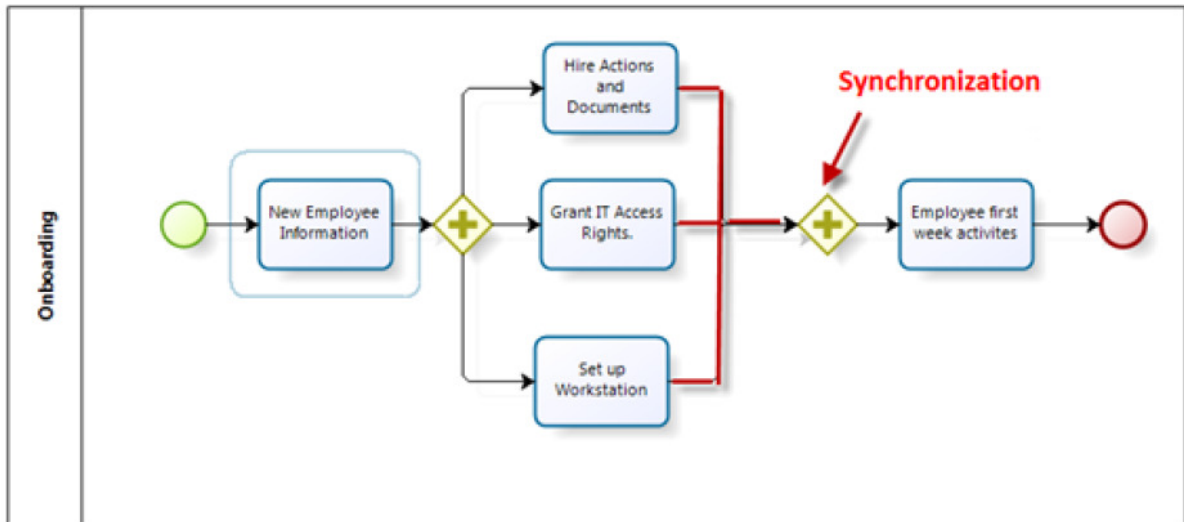 Onboarding
New Employee
Information
Hire Actions
and
Documents
Grant IT Access
Rights.
Set up
Workstation
Synchronization
Employee first
week activites